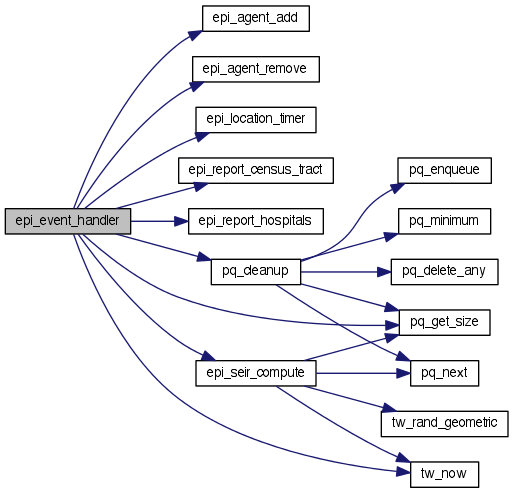 epi_agent_add
epi_agent_remove
epi_location_timer
epi_report_census_tract
pq_enqueue
epi_event_handler
epi_report_hospitals
pq_minimum
pq_cleanup
pq_delete_any
pq_get_size
epi_seir_compute
pq_next
tw_rand_geometric
tw_now